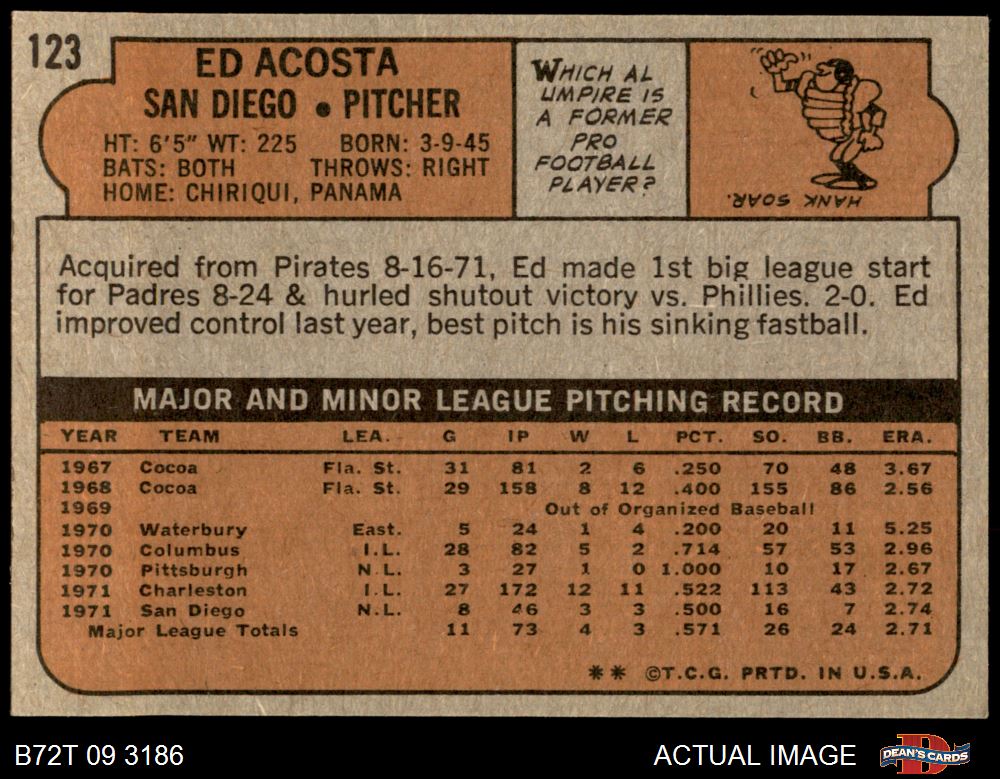 123
ED ACOSTA
SAN DIEGO • PITCHER
HT: 6'5" WT: 225 BORN: 3-9-45
BATS: BOTH THROWS: RIGHT
HOME: CHIRIQUI, PANAMA
WHICH AL
UMPIRE IS
A FORMER
PRO
FOOTBALL
PLAYER?
HANK SOAR.
Acquired from Pirates 8-16-71, Ed made 1st big league start
for Padres 8-24 & hurled shutout victory vs. Phillies. 2-0. Ed
improved control last year, best pitch is his sinking fastball.
MAJOR AND MINOR LEAGUE PITCHING RECORD
YEAR TEAM LEA. G IP W L PCT. SO. BB. ERA.
1967 Cocoa Fla. St. 31 81 2 6 .250 70 48 3.67
1968 Cocoa Fla. St. 29 158 8 12 .400 155 86 2.56
1969 Out of Organized Baseball
1970 Waterbury East. 5 24 1 4 .200 20 11 5.25
1970 Columbus I.L. 28 82 5 2 .714 57 53 2.96
1970 Pittsburgh N.L. 3 27 1 0 1.000 10 17 2.67
1971 Charleston I.L. 27 172 12 11 .522 113 43 2.72
1971 San Diego N.L. 8 46 3 3 .500 16 7 2.74
Major League Totals 11 73 4 3 .571 26 24 2.71
** ©T.C.G. PRTD. IN U.S.A.
B72T 09 3186 ACTUAL IMAGE DEAN'S CARDS